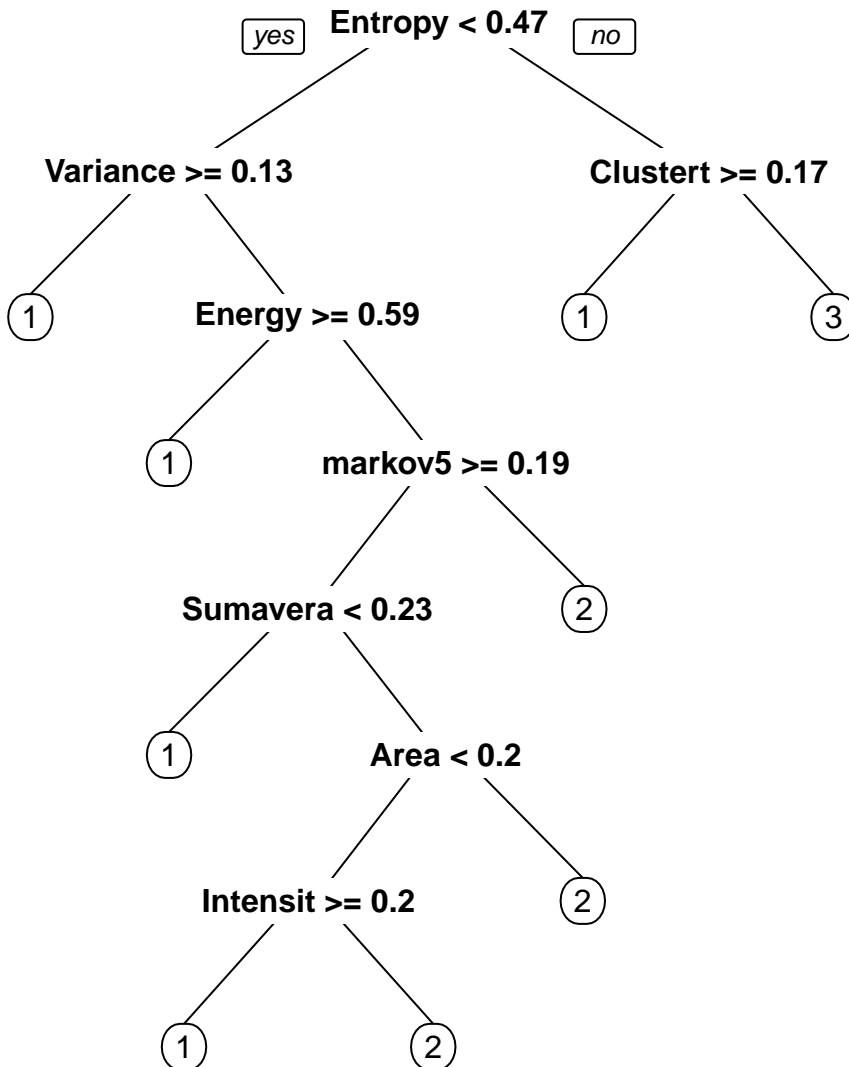 yes Entropy < 0.47 no
Variance >= 0.13 Clustert >= 0.17
1 Energy >= 0.59 1 3
1 markov5 >= 0.19
Sumavera < 0.23 2
1 Area < 0.2
Intensit >= 0.2 2
1 2